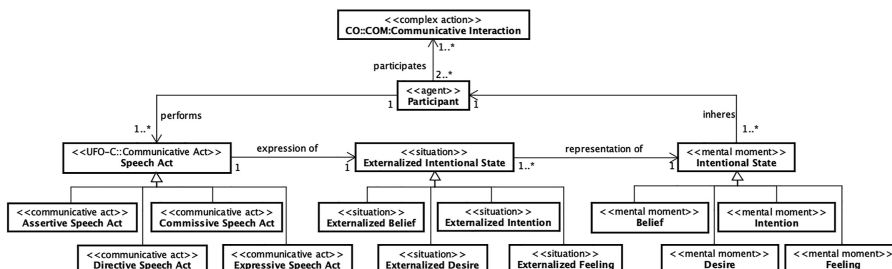 <<complex action>>
CO::COM:Communicative Interaction
1..*
participates
2..*
<<agent>>
Participant
1
1
performs
inheres
1..*
1..*
<<UFO-C::Communicative Act>>
Speech Act
expression of
<<situation>>
Externalized Intentional State
representation of
<<mental moment>>
Intentional State
1
1
1..*
1
<<communicative act>>
Assertive Speech Act
<<communicative act>>
Commissive Speech Act
<<situation>>
Externalized Belief
<<situation>>
Externalized Intention
<<mental moment>>
Belief
<<mental moment>>
Intention
<<communicative act>>
Directive Speech Act
<<communicative act>>
Expressive Speech Act
<<situation>>
Externalized Desire
<<situation>>
Externalized Feeling
<<mental moment>>
Desire
<<mental moment>>
Feeling